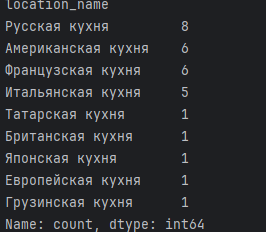 location_name
Русская кухня 8
Американская кухня 6
Французская кухня 6
Итальянская кухня 5
Татарская кухня 1
Британская кухня 1
Японская кухня 1
Европейская кухня 1
Грузинская кухня 1
Name: count, dtype: int64